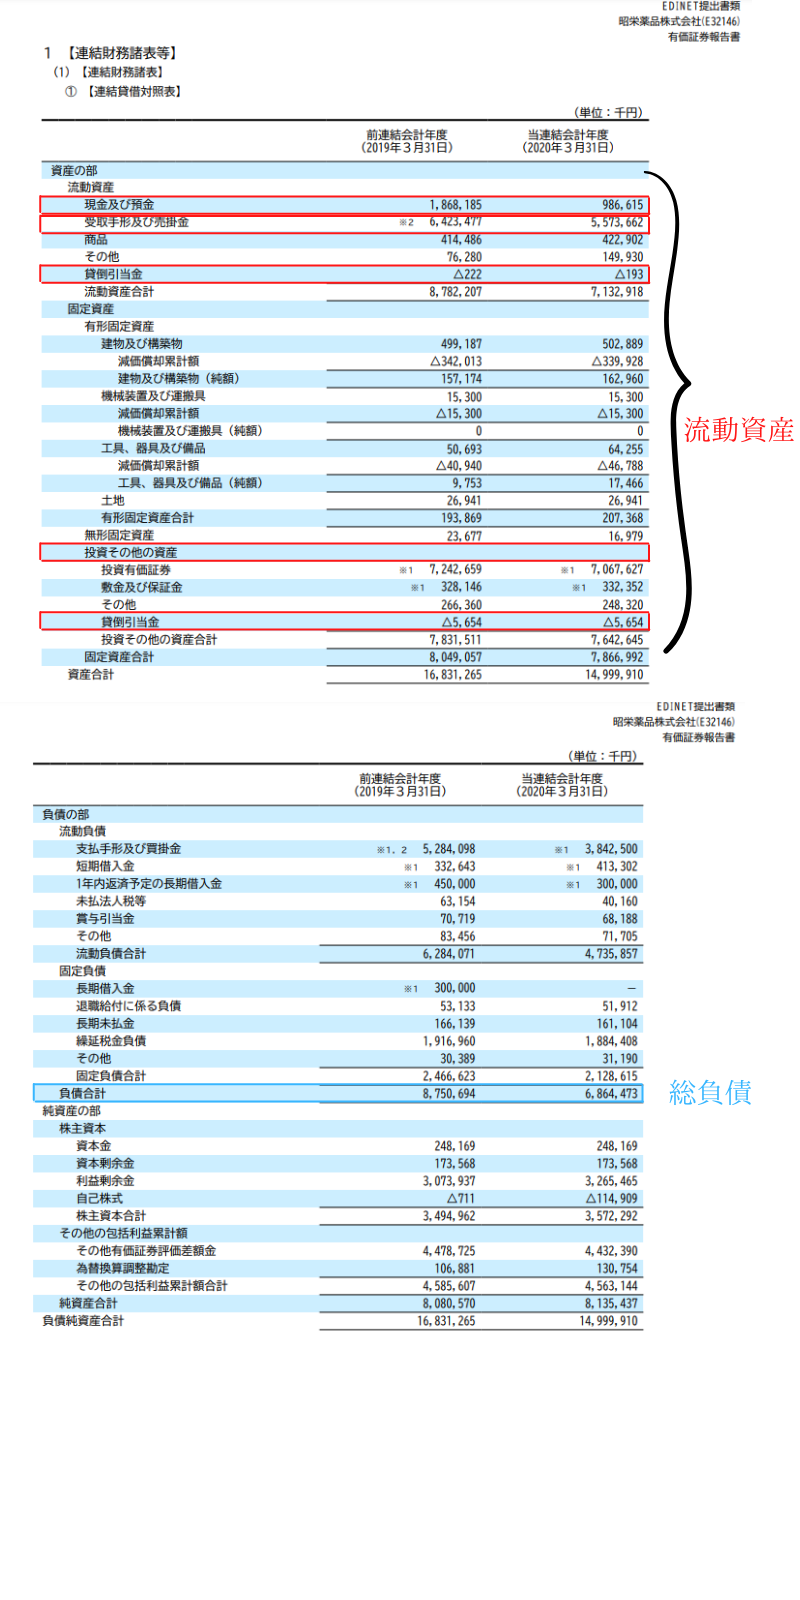 EDINET提出書類
昭栄薬品株式会社(E32146)
有価証券報告書
1 【連結財務諸表等】
(1) 【連結財務諸表】
① 【連結貸借対照表】
(単位：千円)
前連結会計年度 当連結会計年度
(2019年3月31日) (2020年3月31日)
資産の部
流動資産
現金及び預金 1,868,185 986,615
受取手形及び売掛金 ※2 6,423,477 5,573,662
商品 414,486 422,902
その他 76,280 149,930
貸倒引当金 △222 △193
流動資産合計 8,782,207 7,132,918
固定資産
有形固定資産
建物及び構築物 499,187 502,889
減価償却累計額 △342,013 △339,928
建物及び構築物（純額） 157,174 162,960
機械装置及び運搬具 15,300 15,300
減価償却累計額 △15,300 △15,300
機械装置及び運搬具（純額） 0 0
流動資産
工具、器具及び備品 50,693 64,255
減価償却累計額 △40,940 △46,788
工具、器具及び備品（純額） 9,753 17,466
土地 26,941 26,941
有形固定資産合計 193,869 207,368
無形固定資産 23,677 16,979
投資その他の資産
投資有価証券 ※1 7,242,659 ※1 7,067,627
敷金及び保証金 ※1 328,146 ※1 332,352
その他 266,360 248,320
貸倒引当金 △5,654 △5,654
投資その他の資産合計 7,831,511 7,642,645
固定資産合計 8,049,057 7,866,992
資産合計 16,831,265 14,999,910
EDINET提出書類
昭栄薬品株式会社(E32146)
有価証券報告書
(単位：千円)
前連結会計年度 当連結会計年度
(2019年3月31日) (2020年3月31日)
負債の部
流動負債
支払手形及び買掛金 ※1,2 5,284,098 ※1 3,842,500
短期借入金 ※1 332,643 ※1 413,302
1年内返済予定の長期借入金 ※1 450,000 ※1 300,000
未払法人税等 63,154 40,160
賞与引当金 70,719 68,188
その他 83,456 71,705
流動負債合計 6,284,071 4,735,857
固定負債
長期借入金 ※1 300,000 －
退職給付に係る負債 53,133 51,912
長期未払金 166,139 161,104
繰延税金負債 1,916,960 1,884,408
その他 30,389 31,190
固定負債合計 2,466,623 2,128,615
負債合計 8,750,694 6,864,473 総負債
純資産の部
株主資本
資本金 248,169 248,169
資本剰余金 173,568 173,568
利益剰余金 3,073,937 3,265,465
自己株式 △711 △114,909
株主資本合計 3,494,962 3,572,292
その他の包括利益累計額
その他有価証券評価差額金 4,478,725 4,432,390
為替換算調整勘定 106,881 130,754
その他の包括利益累計額合計 4,585,607 4,563,144
純資産合計 8,080,570 8,135,437
負債純資産合計 16,831,265 14,999,910